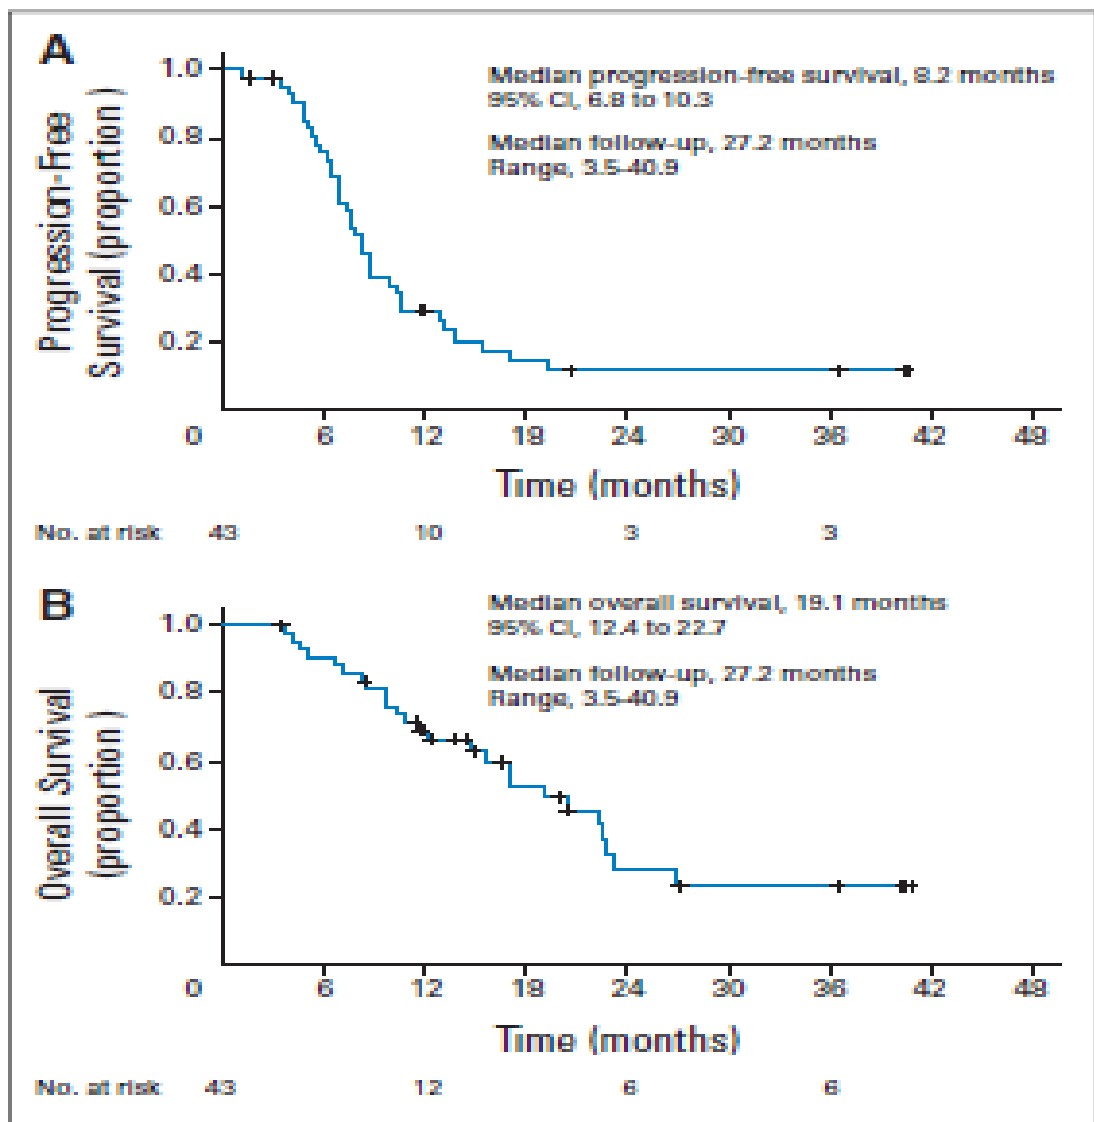 A
Median progression-free survival, 8.2 months
95% CI, 6.8 to 10.3
Median follow-up, 27.2 months
Range, 3.5-40.9
Progression-Free
Survival (proportion )
1.0
0.8
0.6
0.4
0.2
0 6 12 18 24 30 36 42 48
Time (months)
No. at risk 43 10 3 3
B
Median overall survival, 19.1 months
95% CI, 12.4 to 22.7
Median follow-up, 27.2 months
Range, 3.5-40.9
Overall Survival
(proportion )
1.0
0.8
0.6
0.4
0.2
0 6 12 18 24 30 36 42 48
Time (months)
No. at risk 43 12 6 6